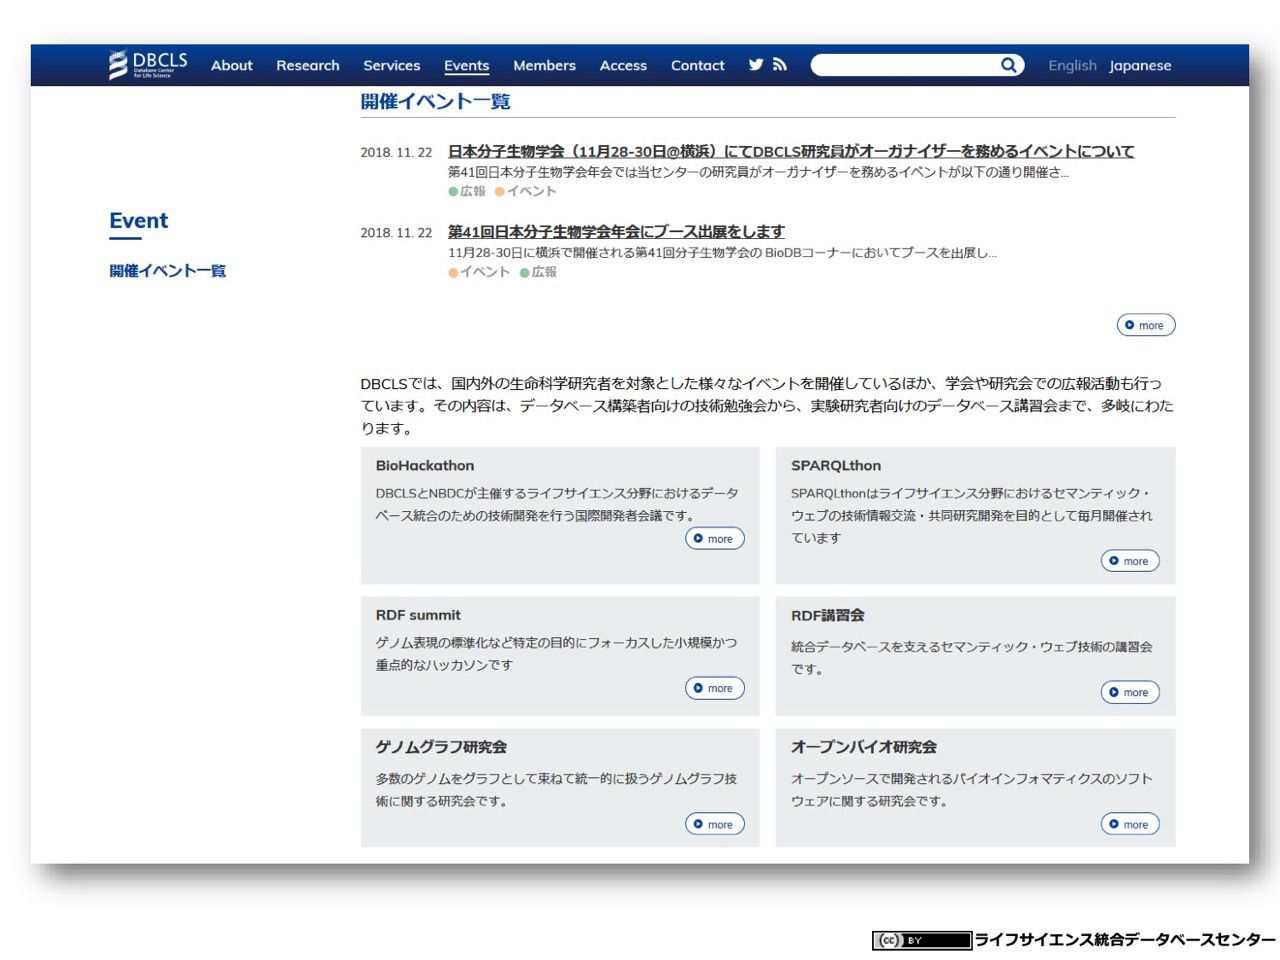 DBCLS
Database Center
for Life Science
About Research Services Events Members Access Contact English Japanese
開催イベント一覧
2018. 11. 22 日本分子生物学会（11月28-30日@横浜）にてDBCLS研究員がオーガナイザーを務めるイベントについて
第41回日本分子生物学会年会では当センターの研究員がオーガナイザーを務めるイベントが以下の通り開催さ...
広報 イベント
Event
開催イベント一覧
2018. 11. 22 第41回日本分子生物学会年会にブース出展をします
11月28-30日に横浜で開催される第41回分子生物学会の BioDBコーナーにおいてブースを出展し...
イベント 広報
more
DBCLSでは、国内外の生命科学研究者を対象とした様々なイベントを開催しているほか、学会や研究会での広報活動も行っ
ています。その内容は、データベース構築者向けの技術勉強会から、実験研究者向けのデータベース講習会まで、多岐にわた
ります。
BioHackathon
DBCLSとNBDCが主催するライフサイエンス分野におけるデータ
ベース統合のための技術開発を行う国際開発者会議です。
more
SPARQLthon
SPARQLthonはライフサイエンス分野におけるセマンティック・
ウェブの技術情報交流・共同研究開発を目的として毎月開催され
ています
more
RDF summit
ゲノム表現の標準化など特定の目的にフォーカスした小規模かつ
重点的なハッカソンです
more
RDF講習会
統合データベースを支えるセマンティック・ウェブ技術の講習会
です。
more
ゲノムグラフ研究会
多数のゲノムをグラフとして束ねて統一的に扱うゲノムグラフ技
術に関する研究会です。
more
オープンバイオ研究会
オープンソースで開発されるバイオインフォマティクスのソフト
ウェアに関する研究会です。
more
cc BY ライフサイエンス統合データベースセンター